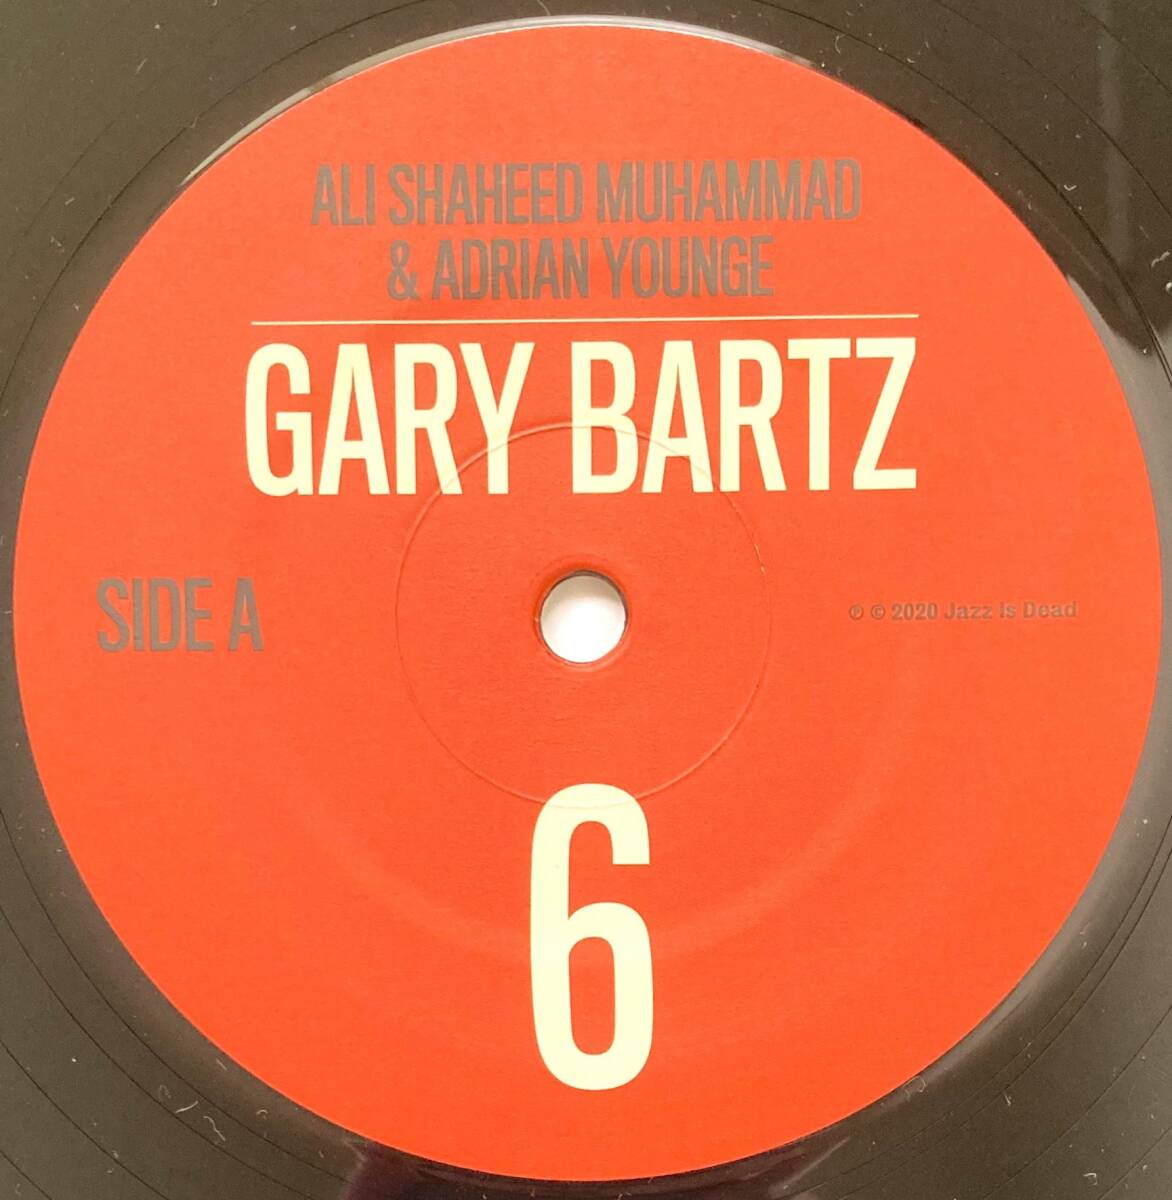 ALI SHAHEED MUHAMMAD
& ADRIAN YOUNGE
GARY BARTZ
SIDE A
℗ © 2020 Jazz Is Dead
6